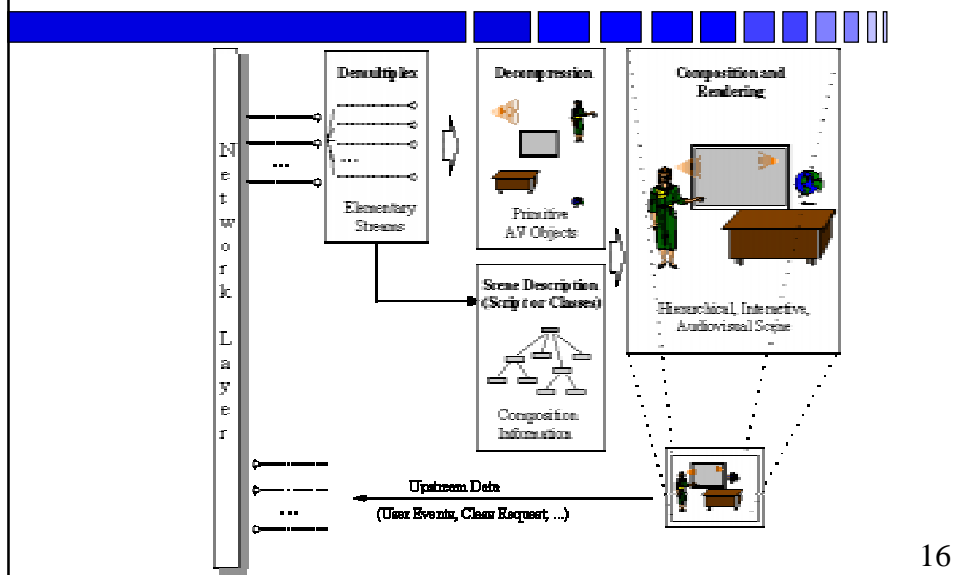 Network Layer
Demultiplex
....
Elementary
Streams
...
Decompression
Primitive
AV Objects
Scene Description
(Script or Classes)
Composition
Information
Composition and
Rendering
Hierarchical, Interactive,
Audiovisual Scene
Upstream Data
(User Events, Class Request, ...)
...
16